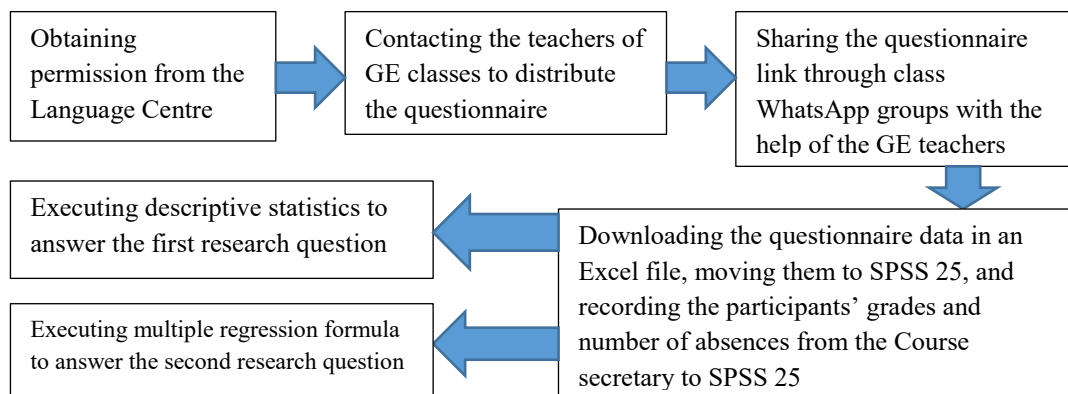 Obtaining
permission from the
Language Centre
Contacting the teachers of
GE classes to distribute
the questionnaire
Sharing the questionnaire
link through class
WhatsApp groups with the
help of the GE teachers
Downloading the questionnaire data in an
Excel file, moving them to SPSS 25, and
recording the participants’ grades and
number of absences from the Course
secretary to SPSS 25
Executing descriptive statistics to
answer the first research question
Executing multiple regression formula
to answer the second research question